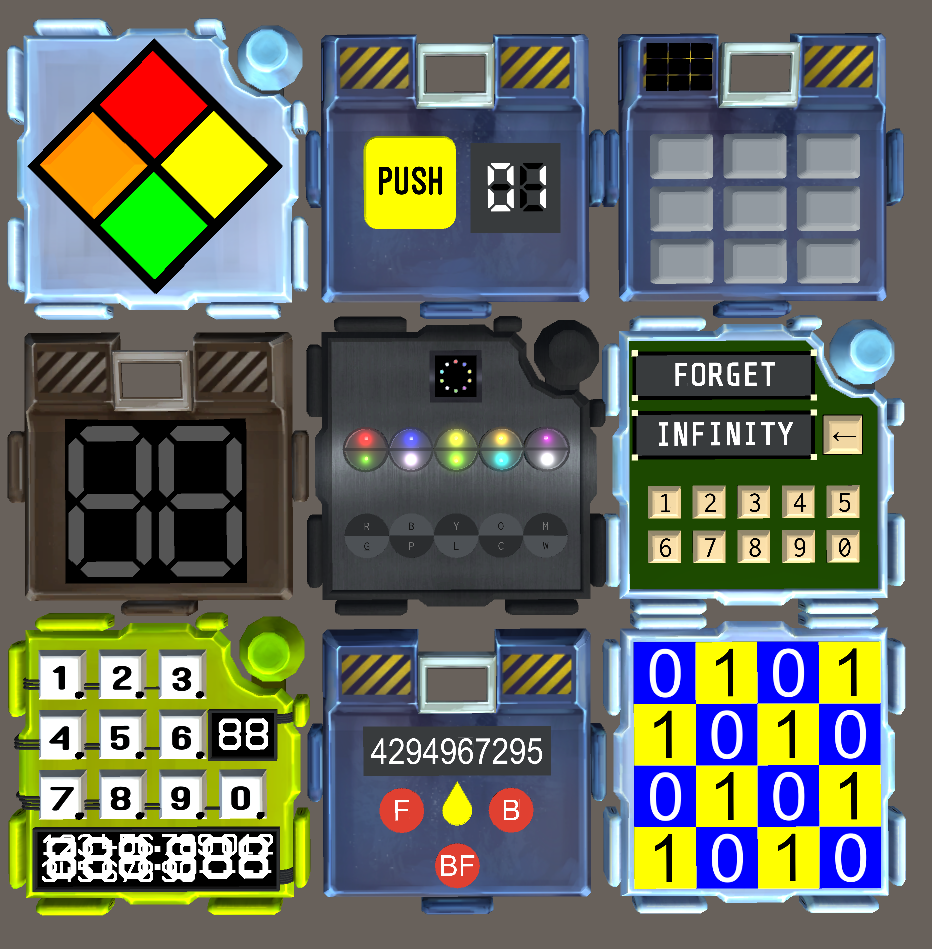 PUSH 01
R B Y O M
G P L C W
FORGET
INFINITY ←
1 2 3 4 5
6 7 8 9 0
1 2 3
4 5 6 88
7 8 9 0
4294967295
F B
BF
0 1 0 1
1 0 1 0
0 1 0 1
1 0 1 0